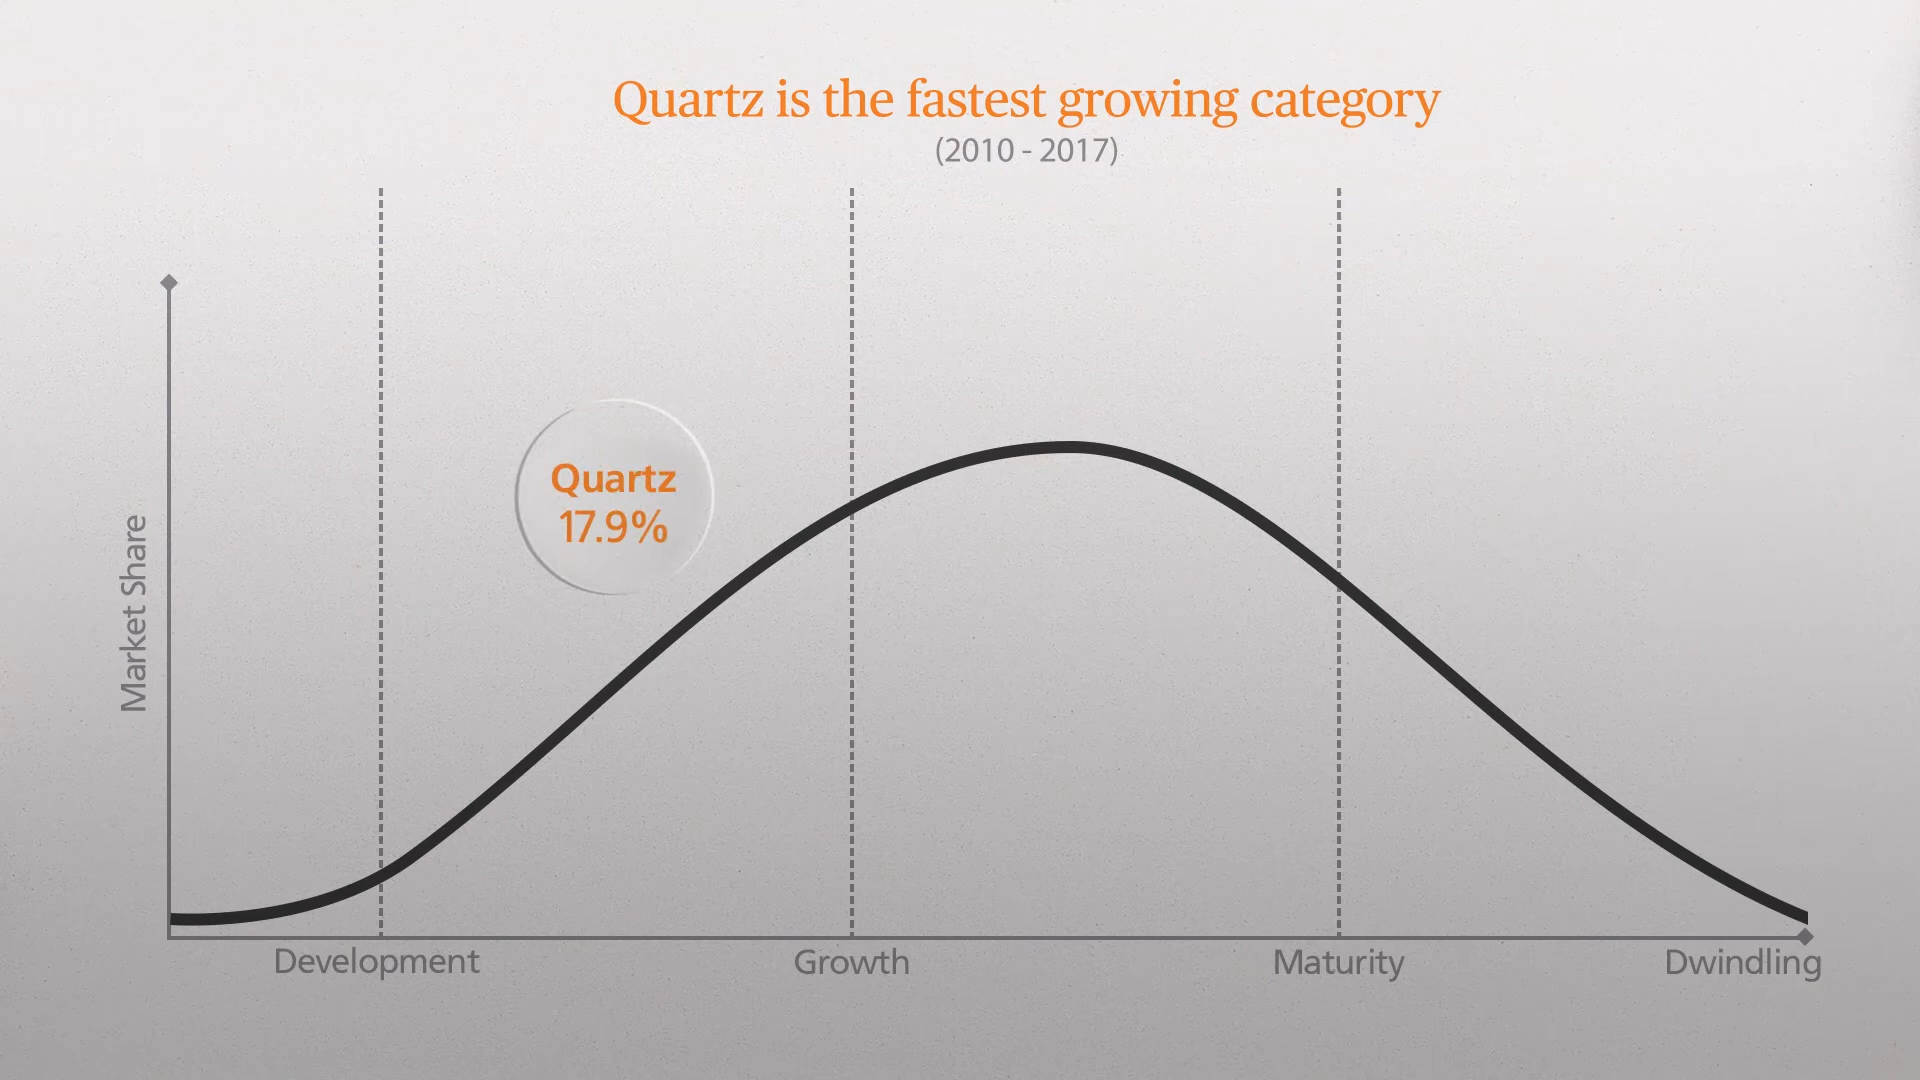 Quartz is the fastest growing category
(2010 - 2017)
Quartz
17.9%
Market Share
Development
Growth
Maturity
Dwindling